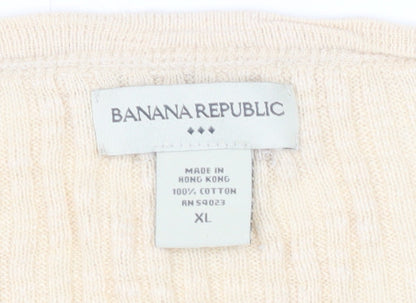 BANANA REPUBLIC
MADE IN
HONG KONG
100% COTTON
RN 54023
XL